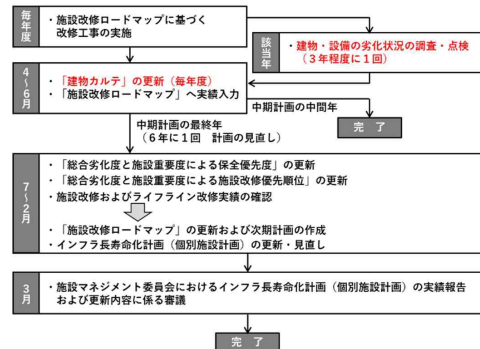 毎年度
・施設改修ロードマップに基づく
改修工事の実施
該当年
・建物・設備の劣化状況の調査・点検
（３年程度に１回）
４～６月
・「建物カルテ」の更新（毎年度）
・「施設改修ロードマップ」へ実績入力
中期計画の中間年
完 了
中期計画の最終年
（６年に１回　計画の見直し）
７～２月
・「総合劣化度と施設重要度による保全優先度」の更新
・「総合劣化度と施設重要度による施設改修優先順位」の更新
・施設改修およびライフライン改修実績の確認
・「施設改修ロードマップ」の更新および次期計画の作成
・インフラ長寿命化計画（個別施設計画）の更新・見直し
３月
・施設マネジメント委員会におけるインフラ長寿命化計画（個別施設計画）の実績報告
および更新内容に係る審議
完 了